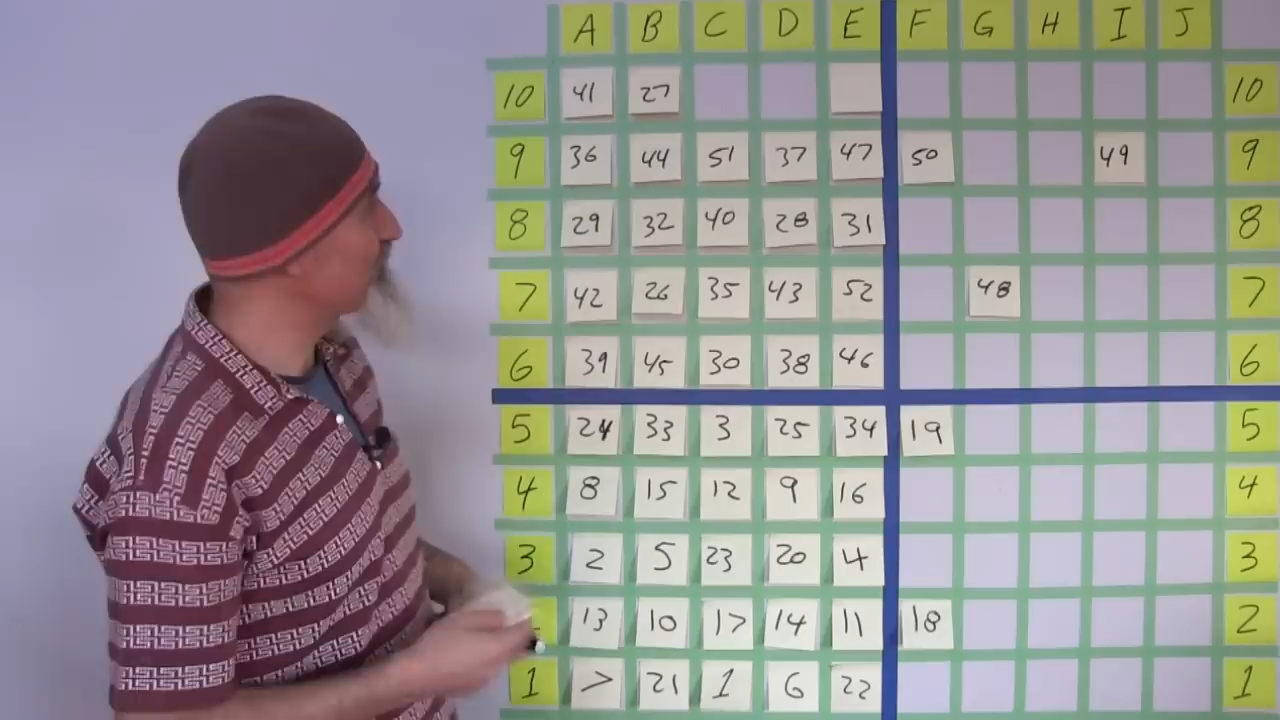 A B C D E F G H I J
10 41 27 10
9 36 44 51 37 47 50 49 9
8 29 32 40 28 31 8
7 42 26 35 43 52 48 7
6 39 45 30 38 46 6
5 24 33 3 25 34 19 5
4 8 15 12 9 16 4
3 2 5 23 20 4 3
13 10 17 14 11 18 2
1 7 21 1 6 22 1